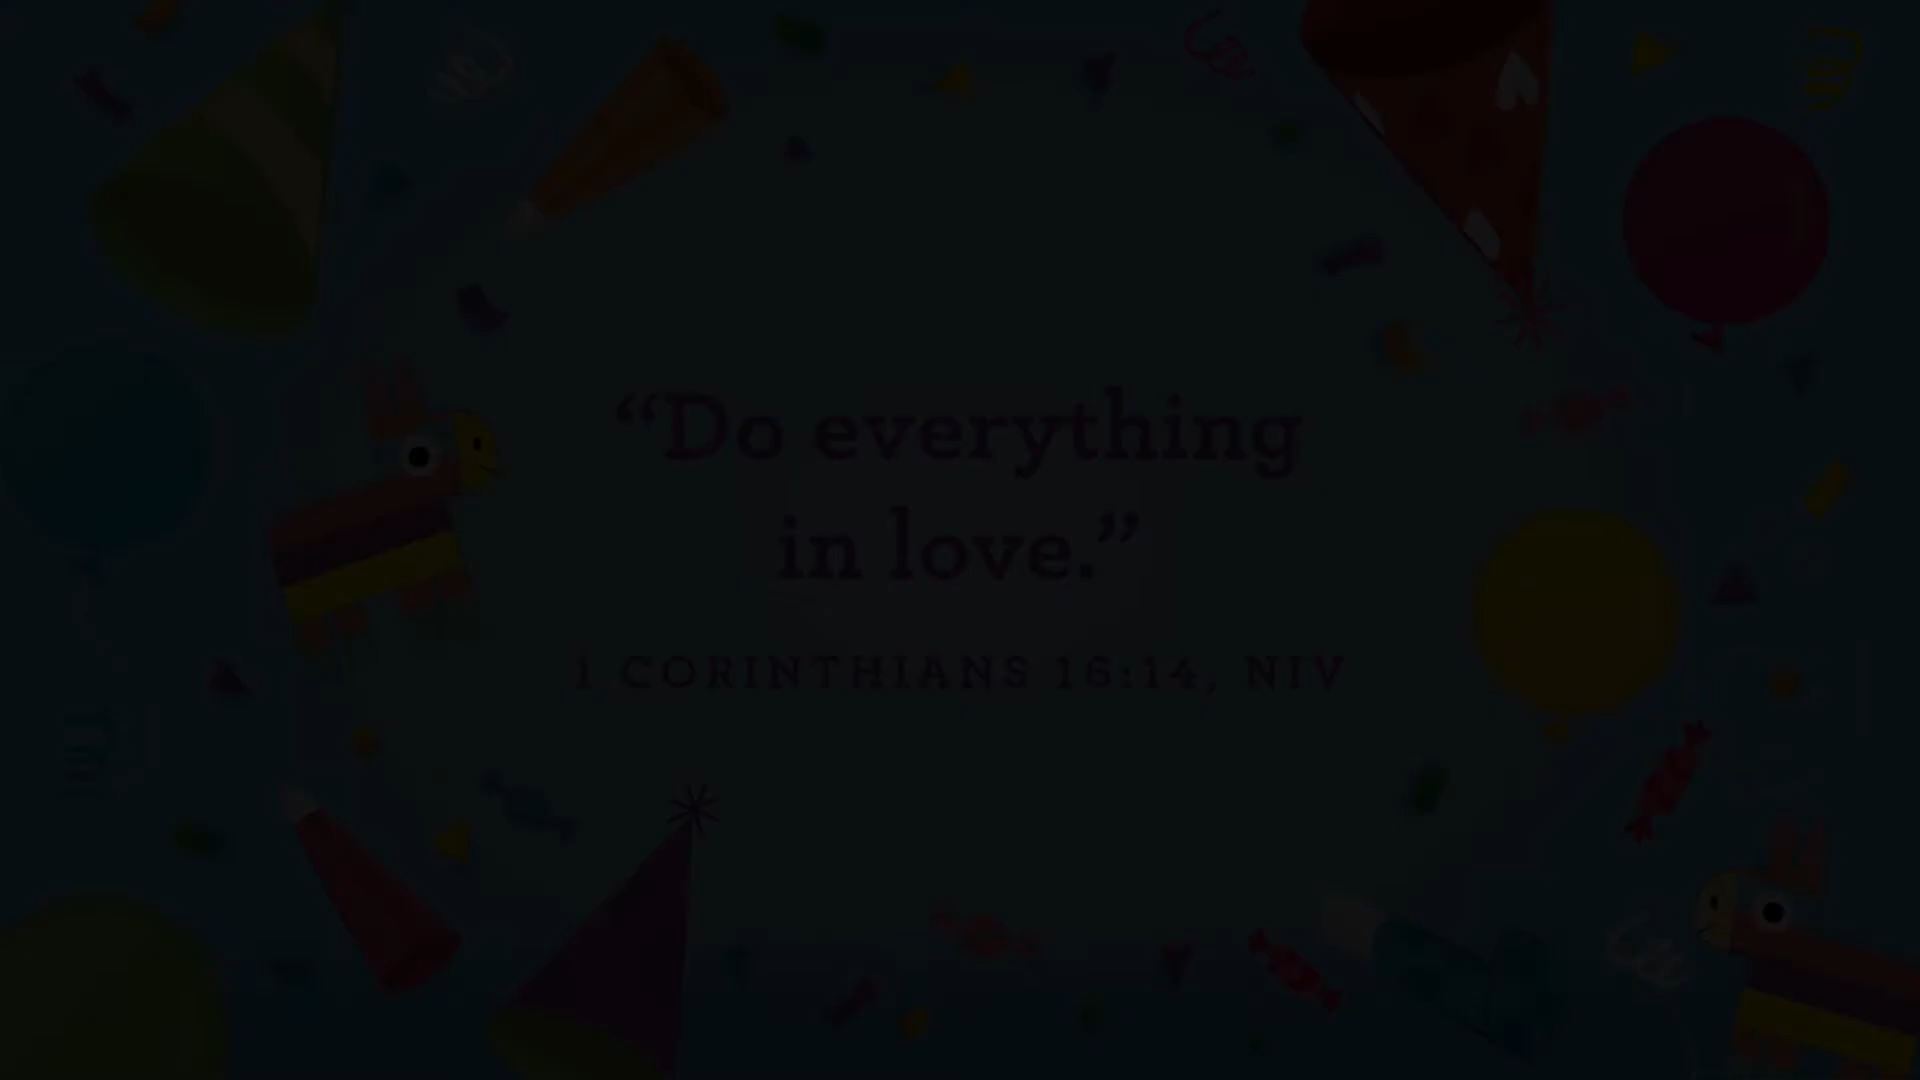 “Do everything
in love.”
1 CORINTHIANS 16:14, NIV